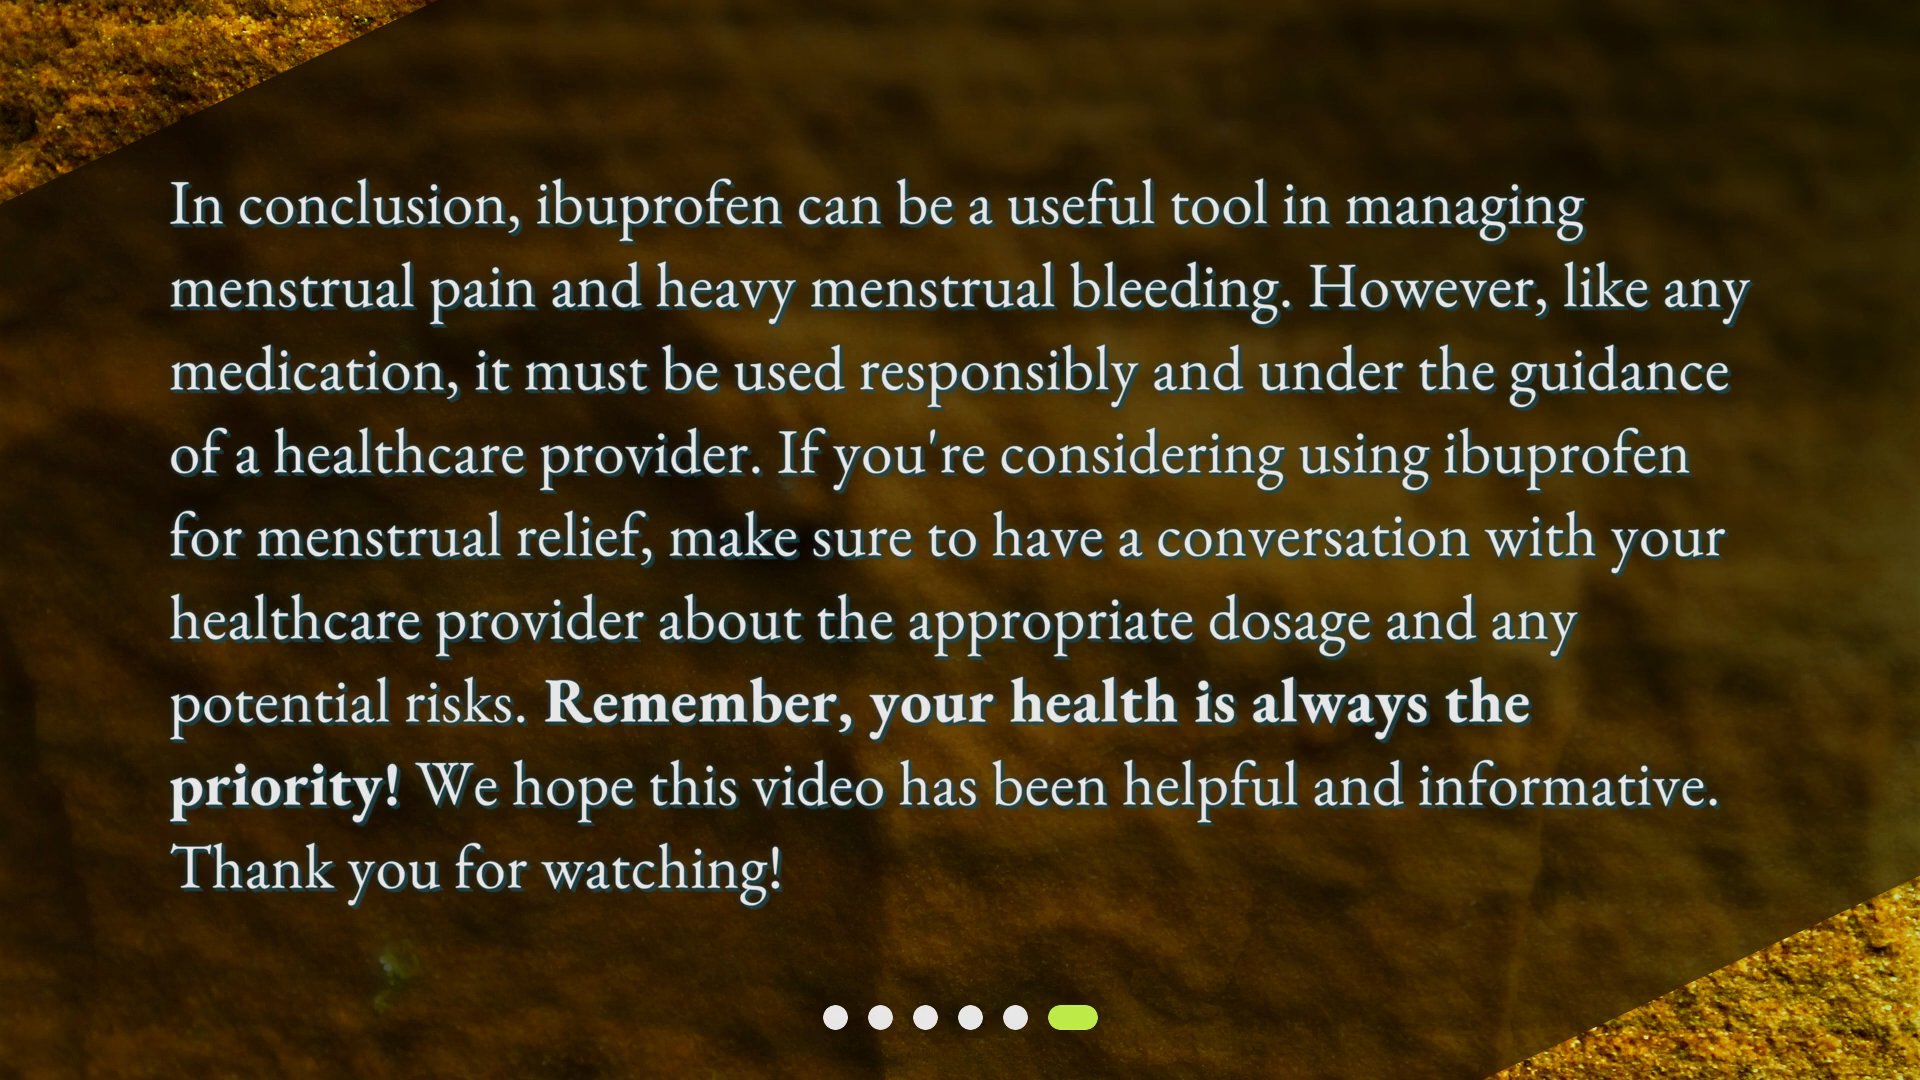 In conclusion, ibuprofen can be a useful tool in managing
menstrual pain and heavy menstrual bleeding. However, like any
medication, it must be used responsibly and under the guidance
of a healthcare provider. If you're considering using ibuprofen
for menstrual relief, make sure to have a conversation with your
healthcare provider about the appropriate dosage and any
potential risks. Remember, your health is always the
priority! We hope this video has been helpful and informative.
Thank you for watching!